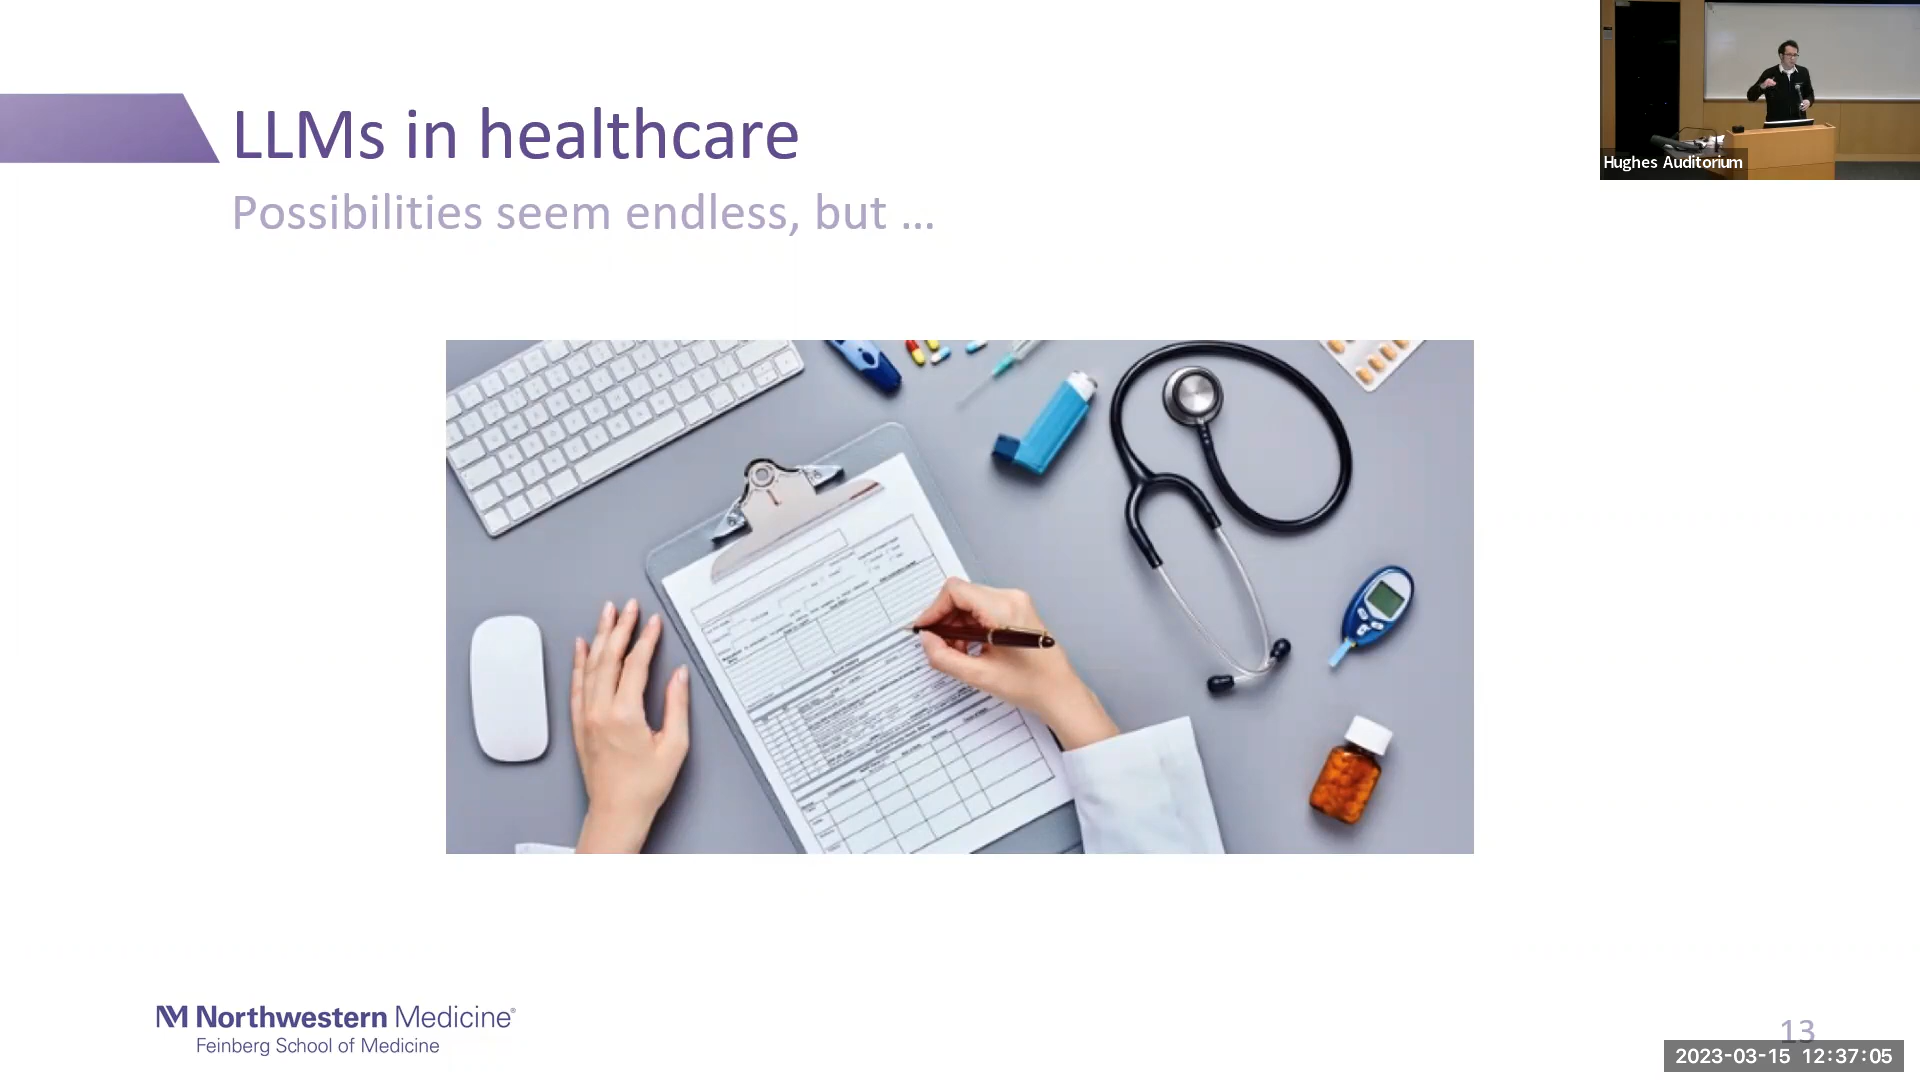 LLMs in healthcare
Possibilities seem endless, but ...
Hughes Auditorium
NM Northwestern Medicine®
Feinberg School of Medicine
13
2023-03-15 12:37:05